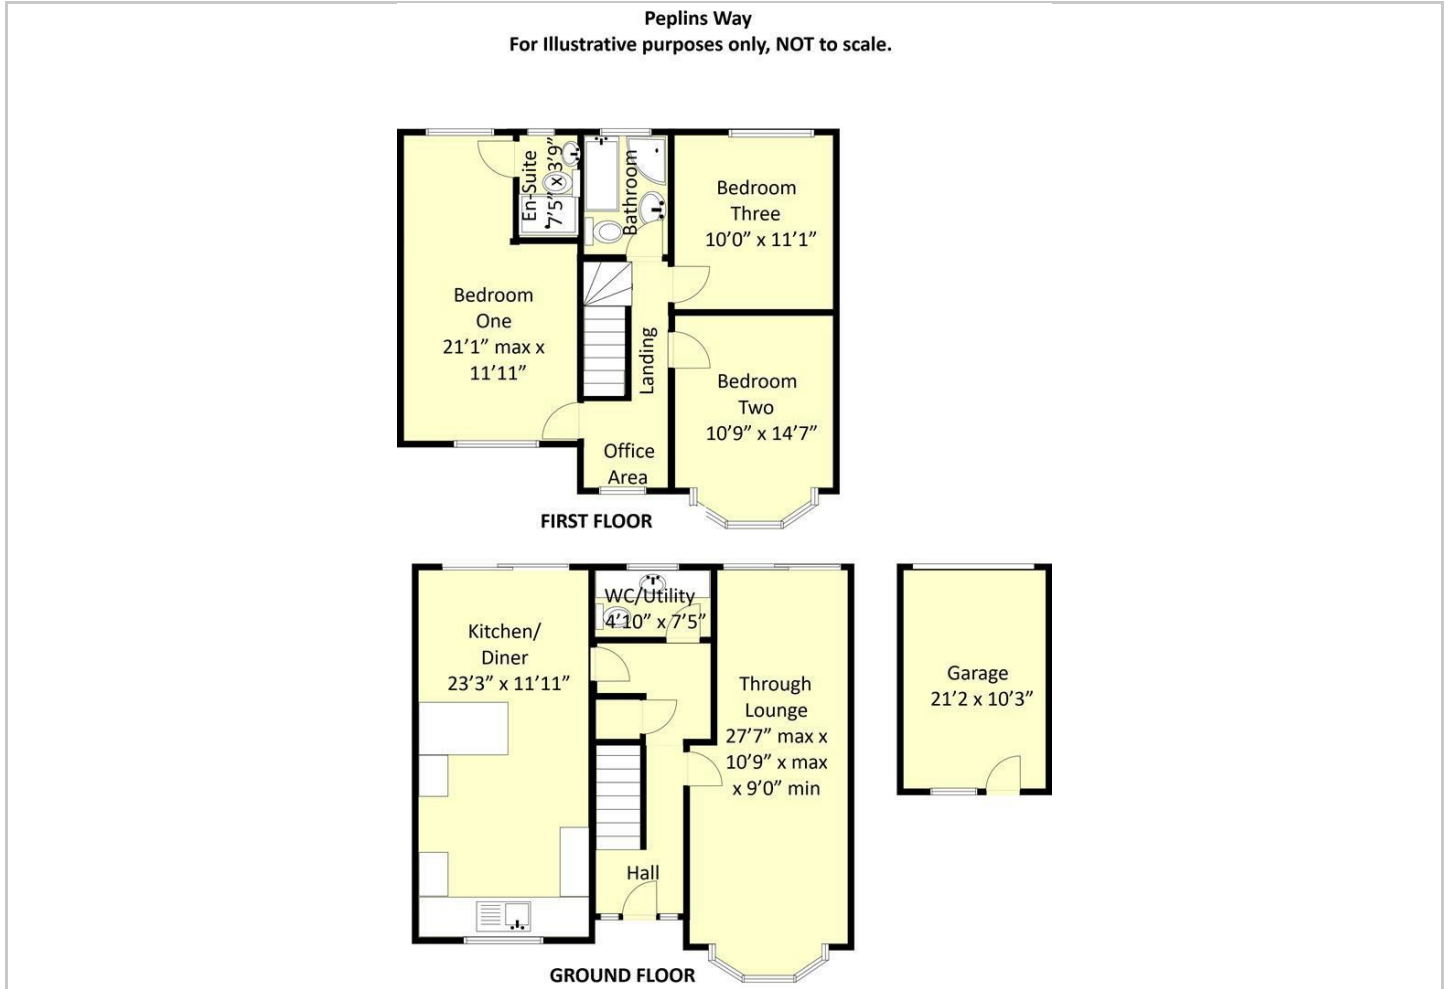 Peplins Way
For Illustrative purposes only, NOT to scale.
En-Suite
7’5” x 3’9”
Bathroom
Bedroom
Three
10’0” x 11’1”
Bedroom
One
21’1” max x
11’11”
Landing
Bedroom
Two
10’9” x 14’7”
Office
Area
FIRST FLOOR
WC/Utility
4’10” x 7’5”
Kitchen/
Diner
23’3” x 11’11”
Through
Lounge
27’7” max x
10’9” x max
x 9’0” min
Garage
21’2 x 10’3”
Hall
GROUND FLOOR